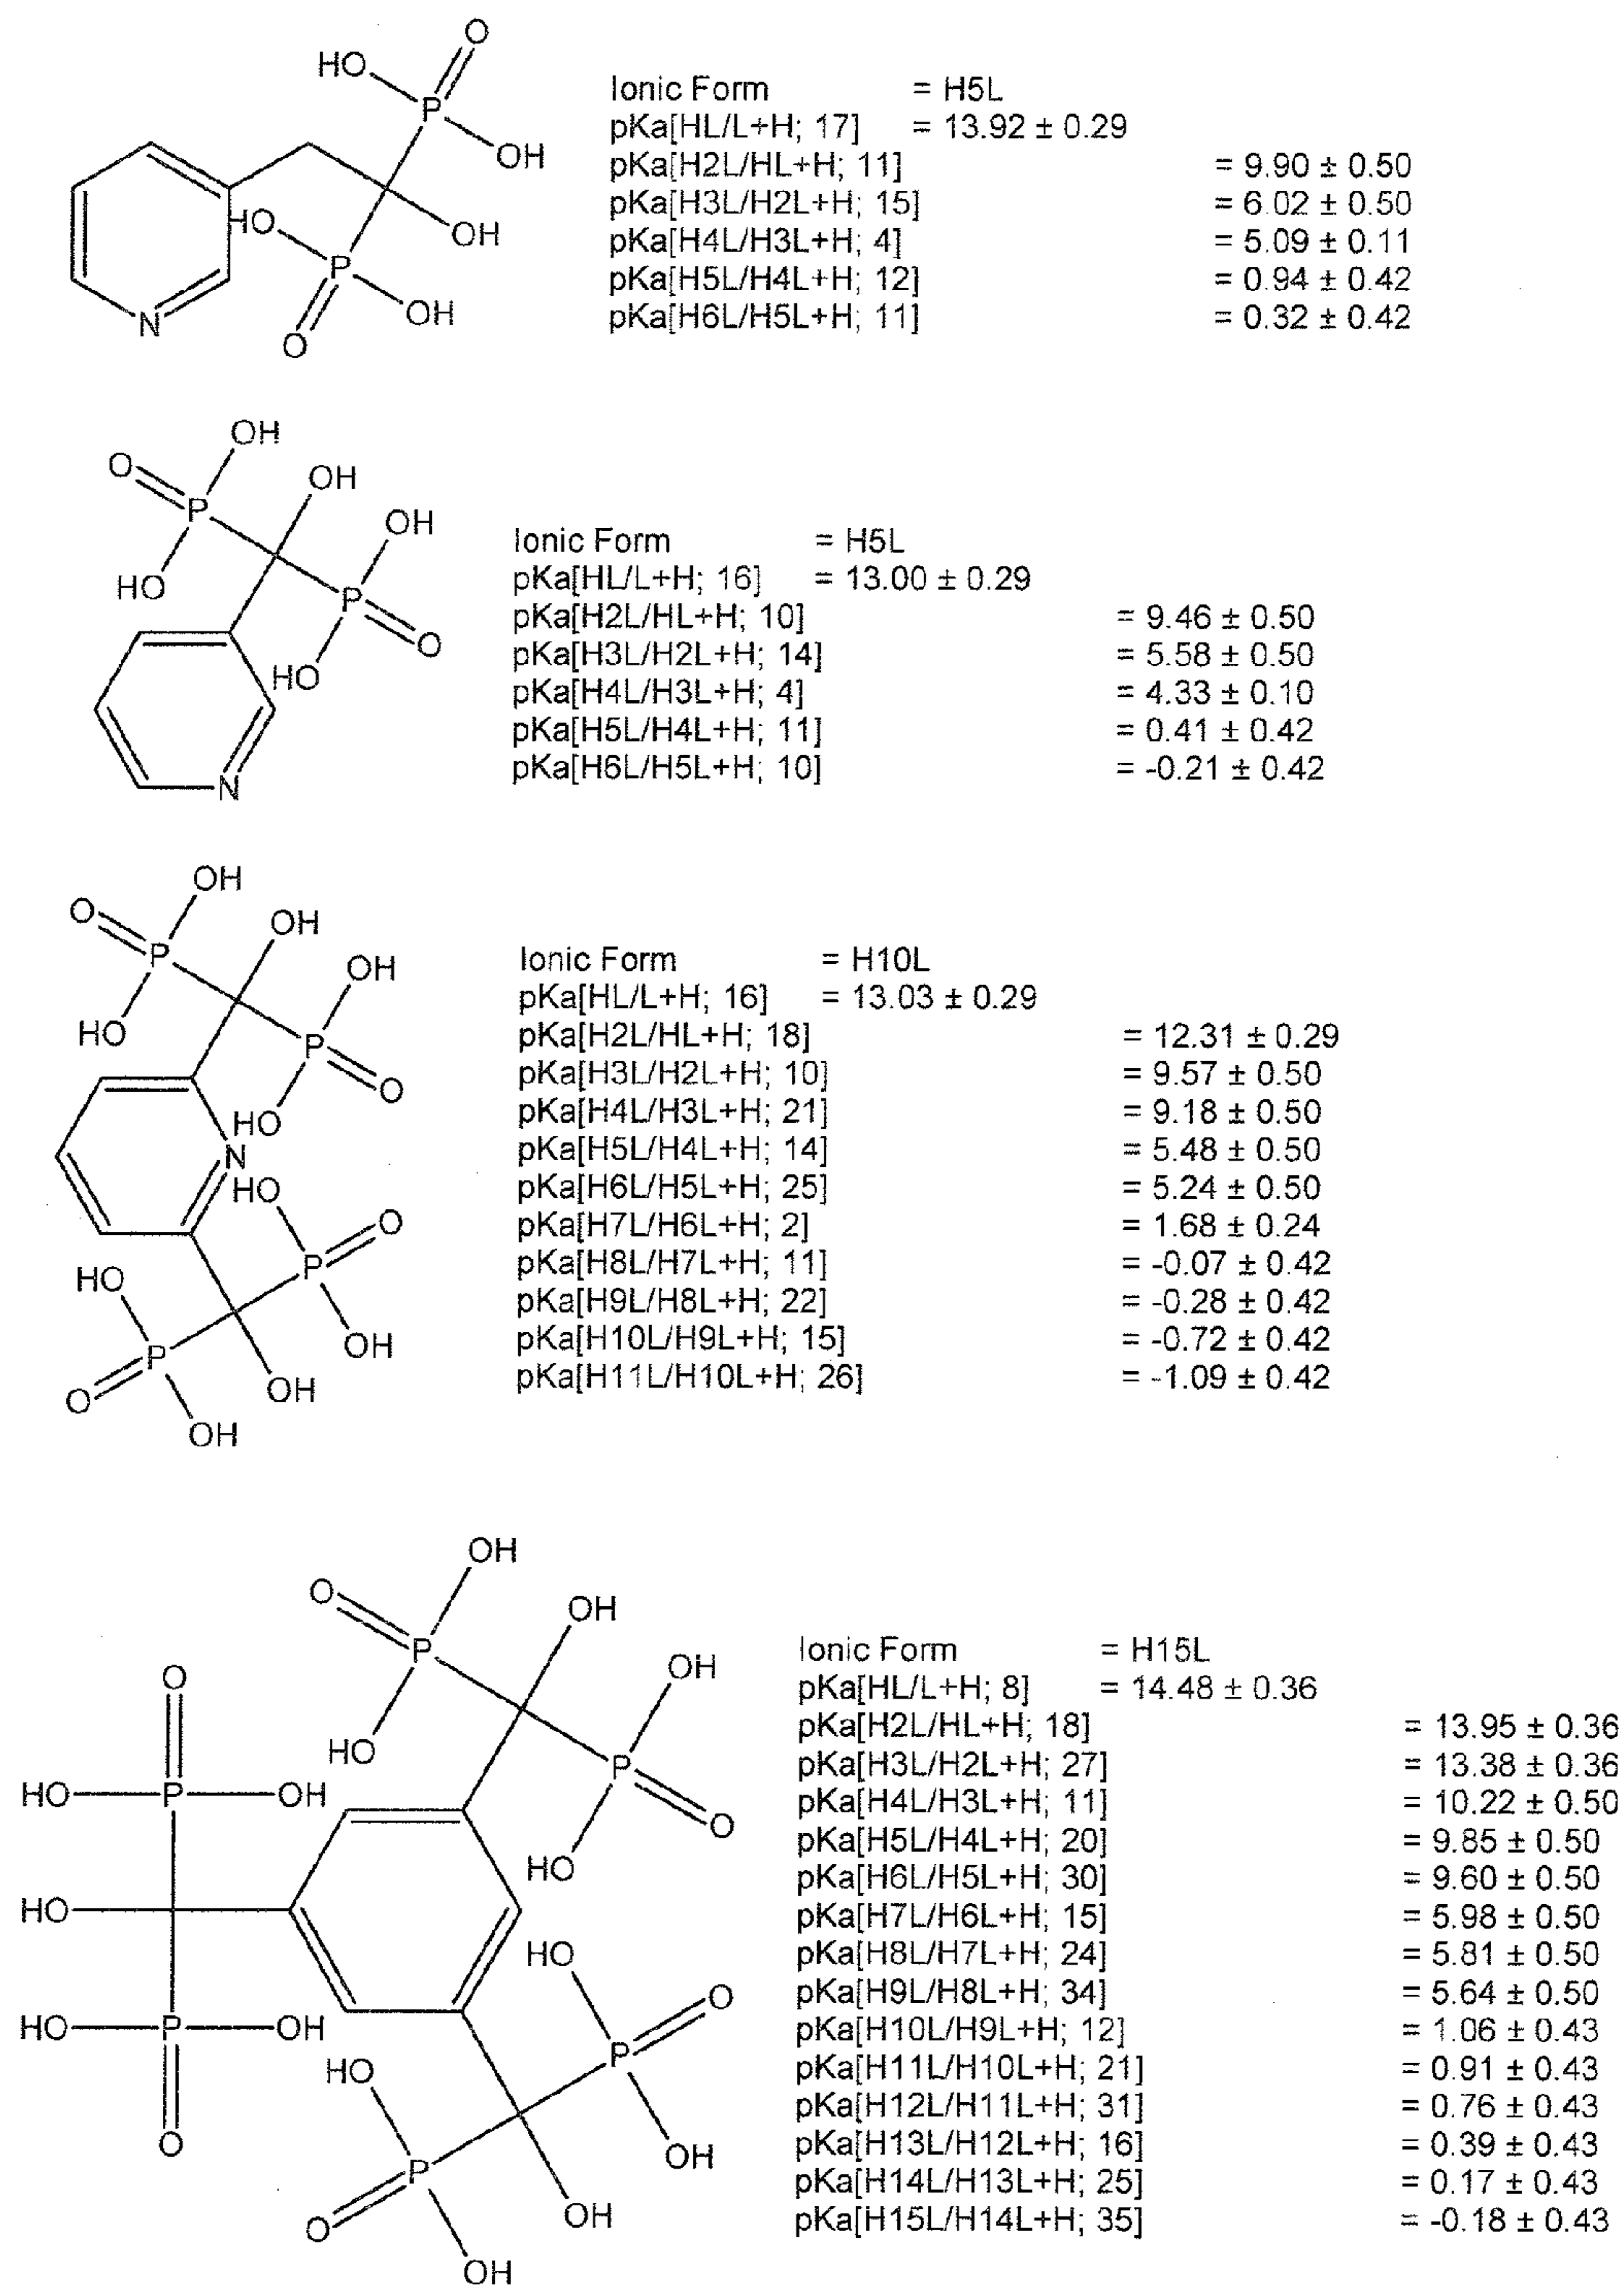 O
HO
P
OH
HO
OH
P
OH
N
O
Ionic Form = H5L
pKa[HL/L+H; 17] = 13.92 ± 0.29
pKa[H2L/HL+H; 11] = 9.90 ± 0.50
pKa[H3L/H2L+H; 15] = 6.02 ± 0.50
pKa[H4L/H3L+H; 4] = 5.09 ± 0.11
pKa[H5L/H4L+H; 12] = 0.94 ± 0.42
pKa[H6L/H5L+H; 11] = 0.32 ± 0.42
OH
O
OH
P
OH
HO
P
O
HO
N
Ionic Form = H5L
pKa[HL/L+H; 16] = 13.00 ± 0.29
pKa[H2L/HL+H; 10] = 9.46 ± 0.50
pKa[H3L/H2L+H; 14] = 5.58 ± 0.50
pKa[H4L/H3L+H; 4] = 4.33 ± 0.10
pKa[H5L/H4L+H; 11] = 0.41 ± 0.42
pKa[H6L/H5L+H; 10] = -0.21 ± 0.42
OH
O
OH
P
OH
HO
P
O
HO
N
HO
O
HO
P
P
OH
O
OH
OH
Ionic Form = H10L
pKa[HL/L+H; 16] = 13.03 ± 0.29
pKa[H2L/HL+H; 18] = 12.31 ± 0.29
pKa[H3L/H2L+H; 10] = 9.57 ± 0.50
pKa[H4L/H3L+H; 21] = 9.18 ± 0.50
pKa[H5L/H4L+H; 14] = 5.48 ± 0.50
pKa[H6L/H5L+H; 25] = 5.24 ± 0.50
pKa[H7L/H6L+H; 2] = 1.68 ± 0.24
pKa[H8L/H7L+H; 11] = -0.07 ± 0.42
pKa[H9L/H8L+H; 22] = -0.28 ± 0.42
pKa[H10L/H9L+H; 15] = -0.72 ± 0.42
pKa[H11L/H10L+H; 26] = -1.09 ± 0.42
OH
O
OH
P
OH
O
HO
P
HO P OH
O
HO
HO
HO
O
HO P OH
P
HO
O
P
OH
O
OH
OH
Ionic Form = H15L
pKa[HL/L+H; 8] = 14.48 ± 0.36
pKa[H2L/HL+H; 18] = 13.95 ± 0.36
pKa[H3L/H2L+H; 27] = 13.38 ± 0.36
pKa[H4L/H3L+H; 11] = 10.22 ± 0.50
pKa[H5L/H4L+H; 20] = 9.85 ± 0.50
pKa[H6L/H5L+H; 30] = 9.60 ± 0.50
pKa[H7L/H6L+H; 15] = 5.98 ± 0.50
pKa[H8L/H7L+H; 24] = 5.81 ± 0.50
pKa[H9L/H8L+H; 34] = 5.64 ± 0.50
pKa[H10L/H9L+H; 12] = 1.06 ± 0.43
pKa[H11L/H10L+H; 21] = 0.91 ± 0.43
pKa[H12L/H11L+H; 31] = 0.76 ± 0.43
pKa[H13L/H12L+H; 16] = 0.39 ± 0.43
pKa[H14L/H13L+H; 25] = 0.17 ± 0.43
pKa[H15L/H14L+H; 35] = -0.18 ± 0.43